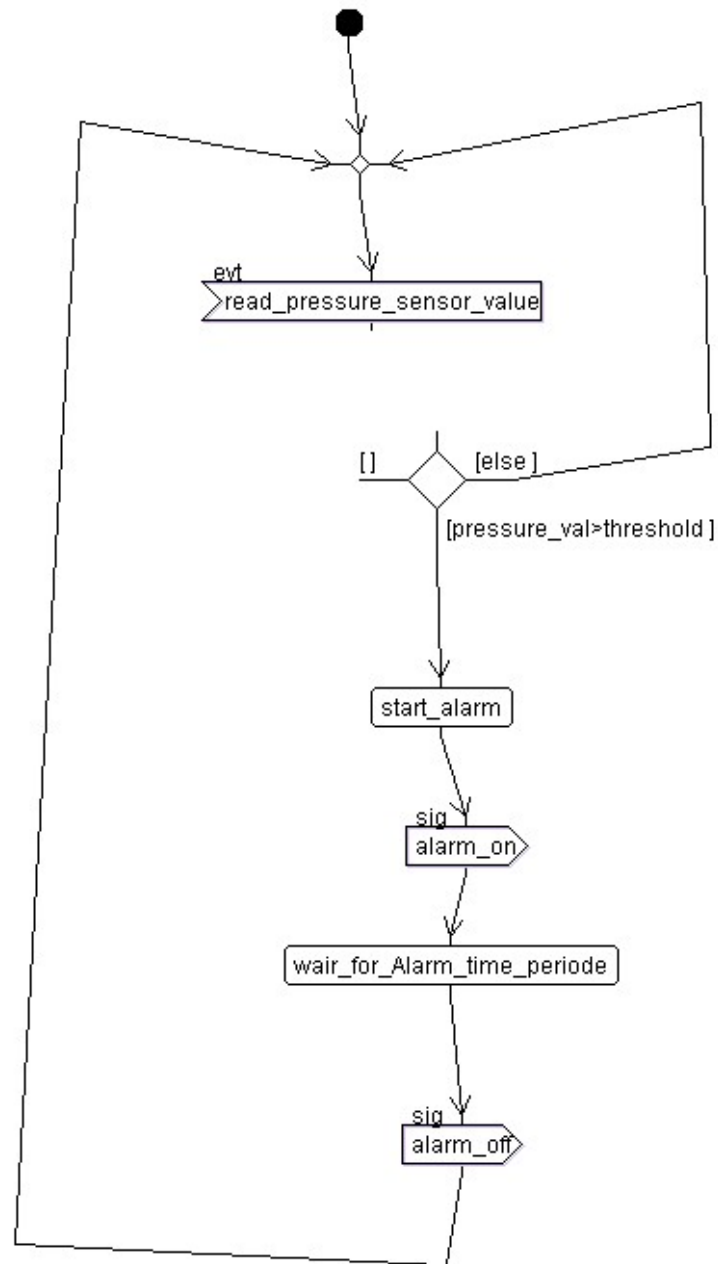 evt
read_pressure_sensor_value
[ ]
[else ]
[pressure_val>threshold ]
start_alarm
sig
alarm_on
wair_for_Alarm_time_periode
sig
alarm_off